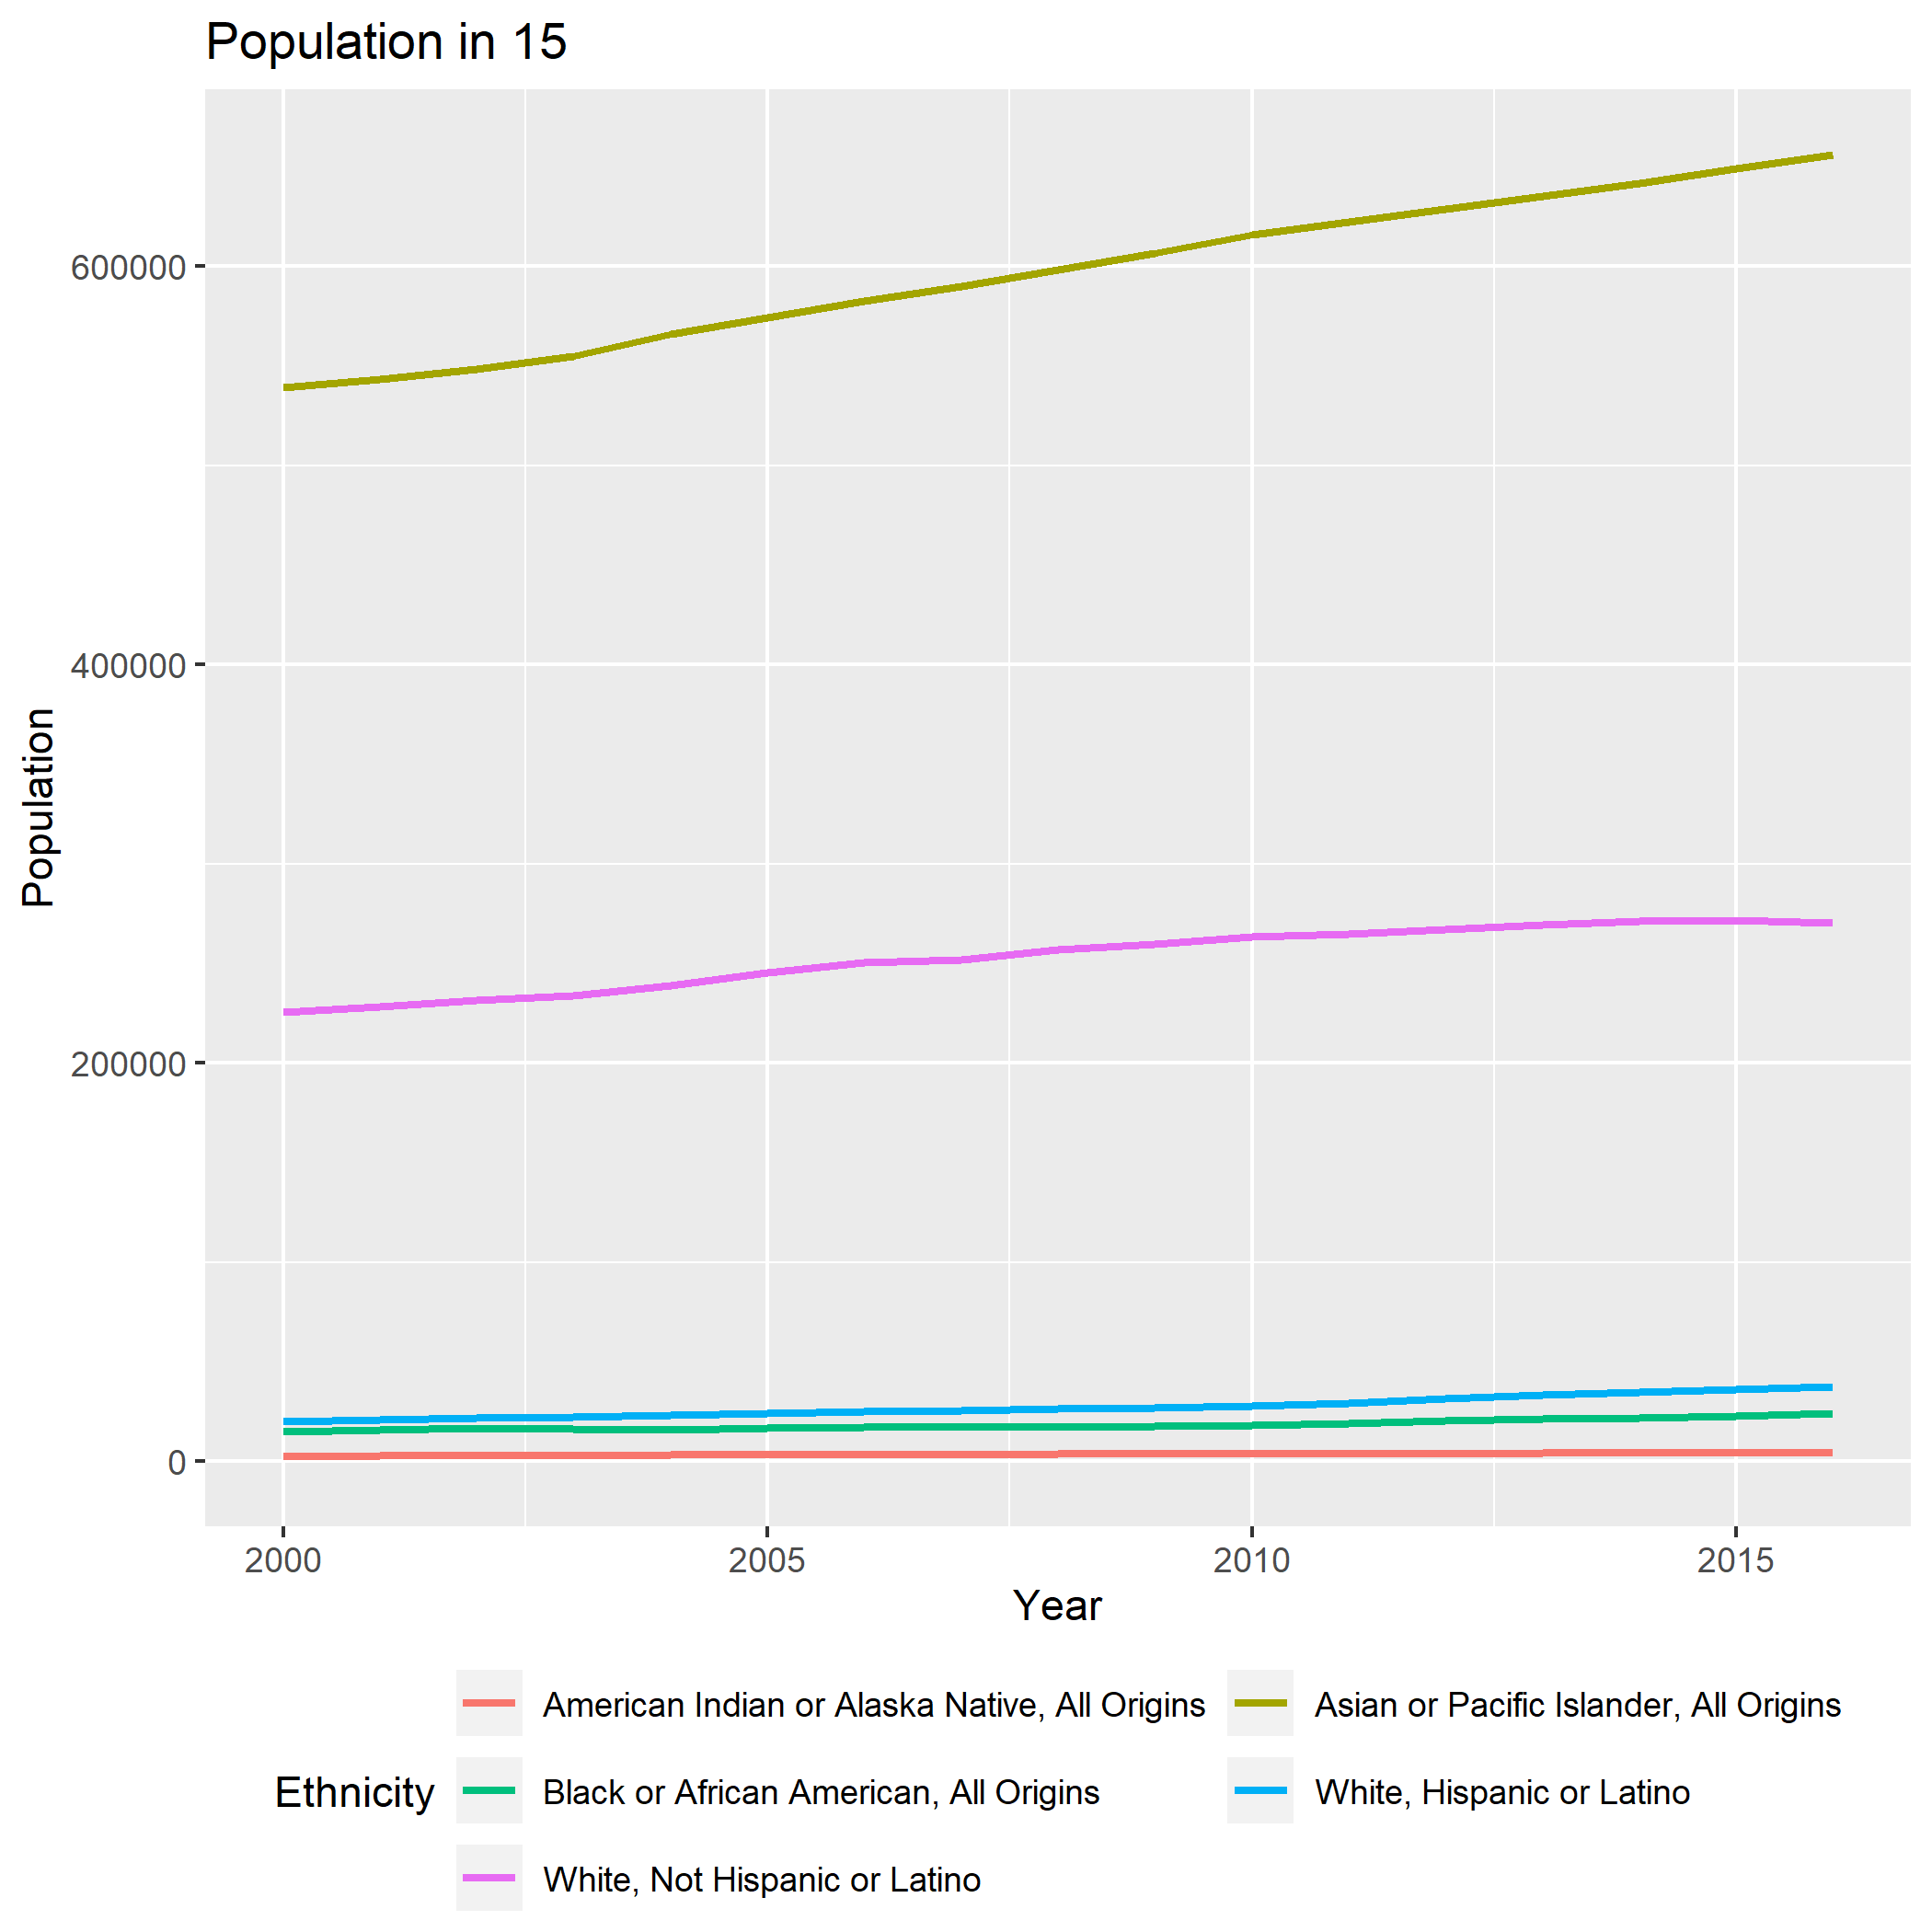 Population in 15
600000
400000
200000
0
Population
2000 2005 2010 2015
Year
Ethnicity
American Indian or Alaska Native, All Origins
Asian or Pacific Islander, All Origins
Black or African American, All Origins
White, Hispanic or Latino
White, Not Hispanic or Latino